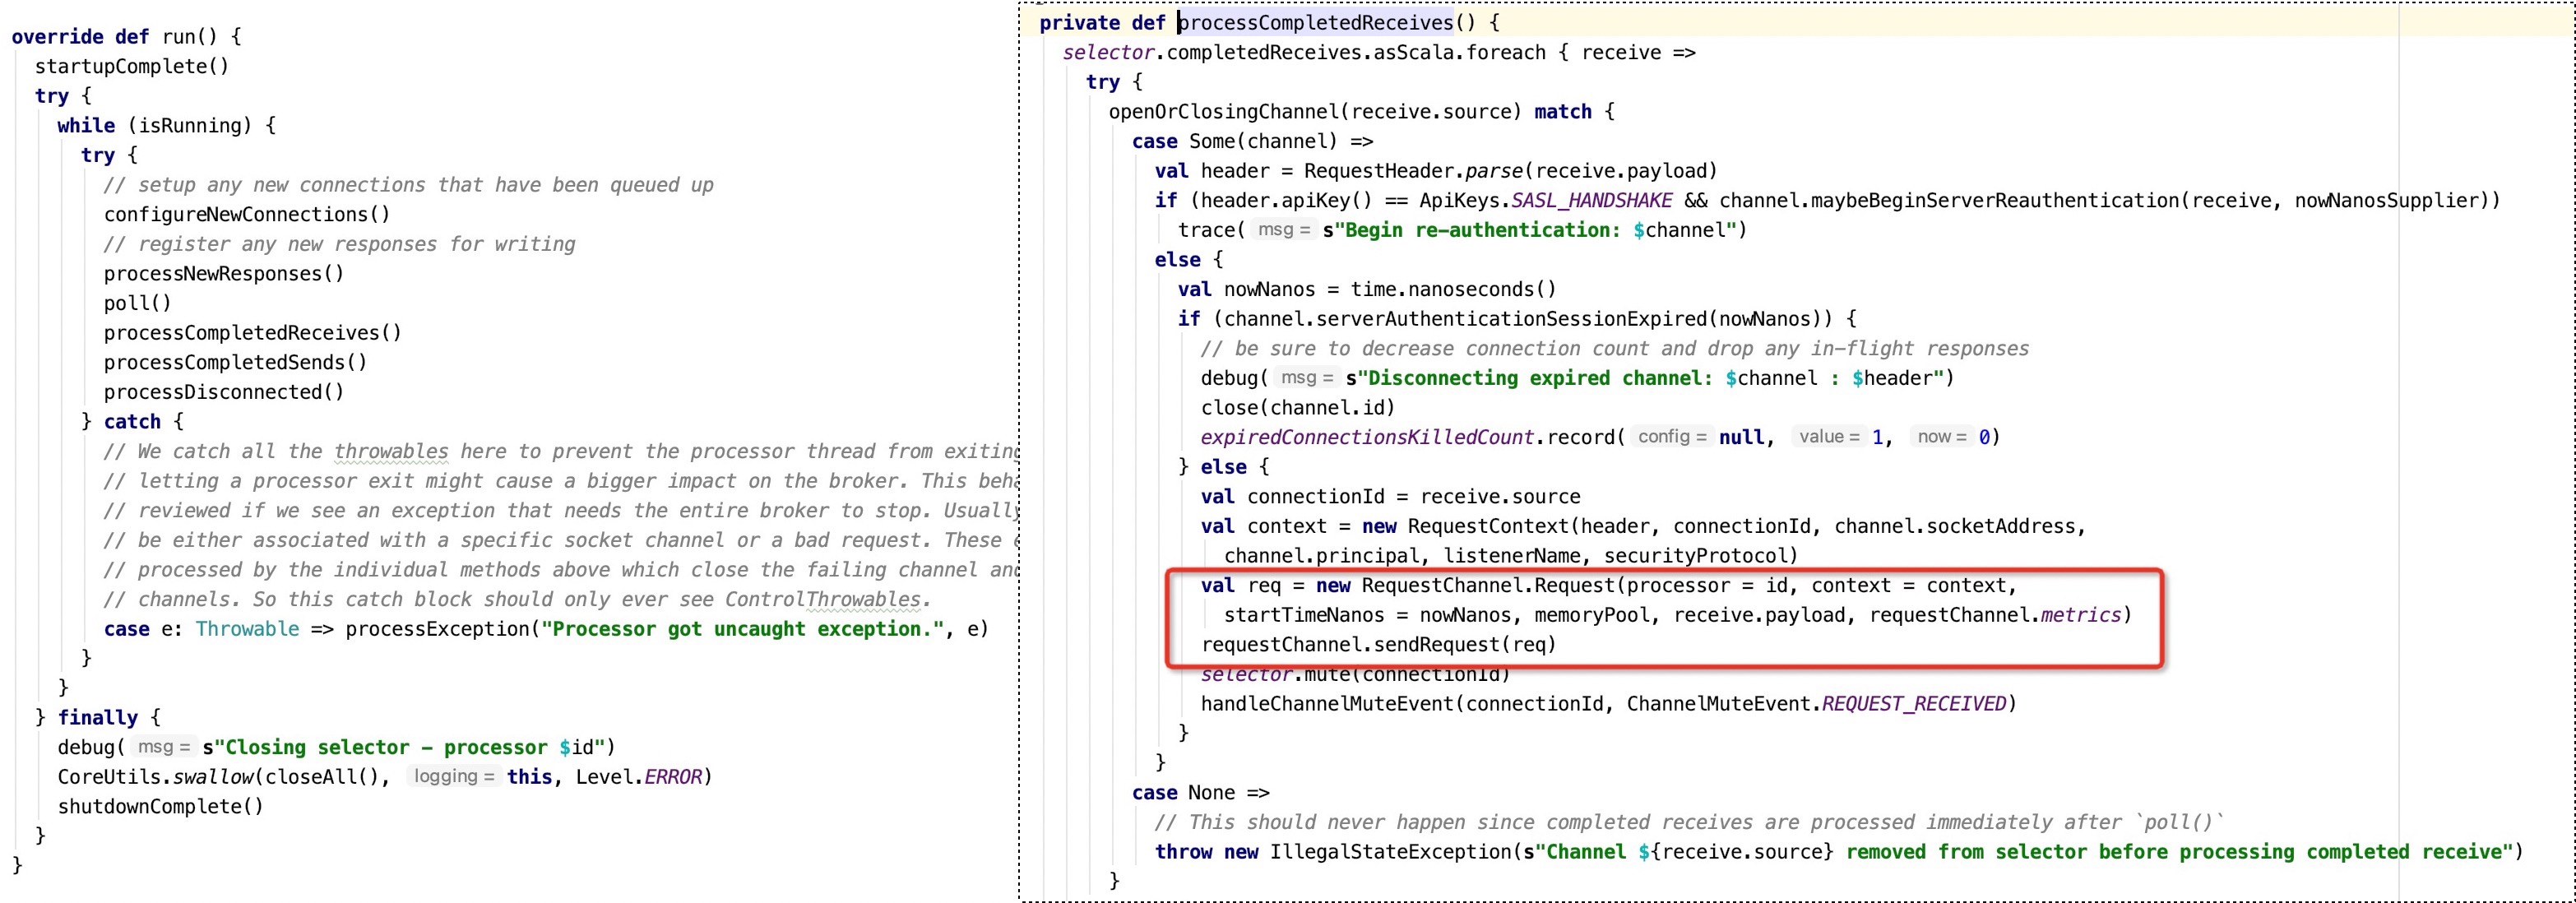 override def run() {
startupComplete()
try {
while (isRunning) {
try {
// setup any new connections that have been queued up
configureNewConnections()
// register any new responses for writing
processNewResponses()
poll()
processCompletedReceives()
processCompletedSends()
processDisconnected()
} catch {
// We catch all the throwables here to prevent the processor thread from exiting
// letting a processor exit might cause a bigger impact on the broker. This beha
// reviewed if we see an exception that needs the entire broker to stop. Usually
// be either associated with a specific socket channel or a bad request. These e
// processed by the individual methods above which close the failing channel and
// channels. So this catch block should only ever see ControlThrowables.
case e: Throwable => processException("Processor got uncaught exception.", e)
}
}
} finally {
debug( msg = s"Closing selector - processor $id")
CoreUtils.swallow(closeAll(), logging = this, Level.ERROR)
shutdownComplete()
}
}
private def processCompletedReceives() {
selector.completedReceives.asScala.foreach { receive =>
try {
openOrClosingChannel(receive.source) match {
case Some(channel) =>
val header = RequestHeader.parse(receive.payload)
if (header.apiKey() == ApiKeys.SASL_HANDSHAKE && channel.maybeBeginServerReauthentication(receive, nowNanosSupplier))
trace( msg = s"Begin re-authentication: $channel")
else {
val nowNanos = time.nanoseconds()
if (channel.serverAuthenticationSessionExpired(nowNanos)) {
// be sure to decrease connection count and drop any in-flight responses
debug( msg = s"Disconnecting expired channel: $channel : $header")
close(channel.id)
expiredConnectionsKilledCount.record( config = null, value = 1, now = 0)
} else {
val connectionId = receive.source
val context = new RequestContext(header, connectionId, channel.socketAddress,
channel.principal, listenerName, securityProtocol)
val req = new RequestChannel.Request(processor = id, context = context,
startTimeNanos = nowNanos, memoryPool, receive.payload, requestChannel.metrics)
requestChannel.sendRequest(req)
selector.mute(connectionId)
handleChannelMuteEvent(connectionId, ChannelMuteEvent.REQUEST_RECEIVED)
}
}
case None =>
// This should never happen since completed receives are processed immediately after `poll()`
throw new IllegalStateException(s"Channel ${receive.source} removed from selector before processing completed receive")
}